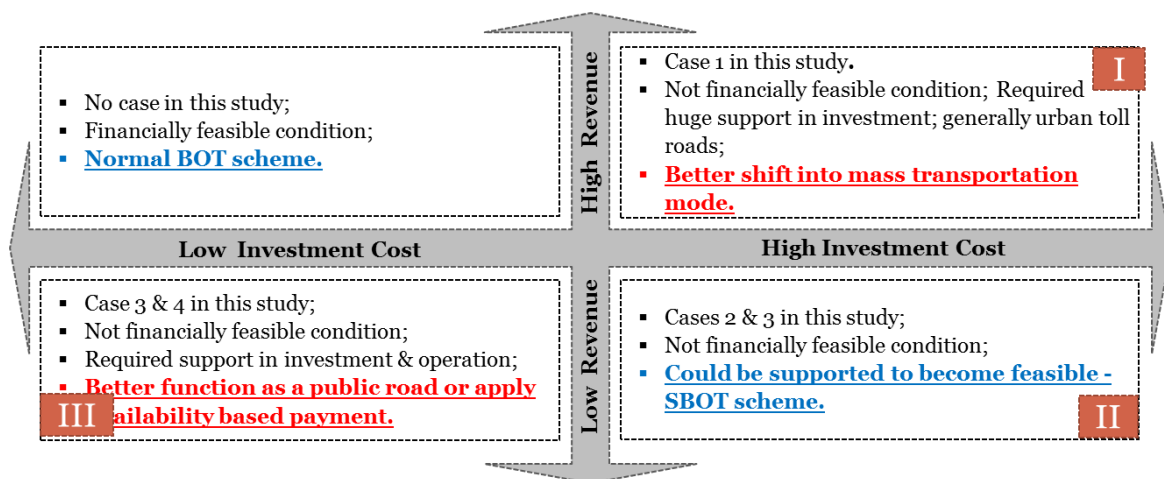 ▪ No case in this study;
▪ Financially feasible condition;
▪ Normal BOT scheme.
High Revenue
▪ Case 1 in this study.
▪ Not financially feasible condition; Required
huge support in investment; generally urban toll
roads;
▪ Better shift into mass transportation
mode.
I
Low Investment Cost
High Investment Cost
▪ Case 3 & 4 in this study;
▪ Not financially feasible condition;
▪ Required support in investment & operation;
▪ Better function as a public road or apply
based payment.
III
Low Revenue
▪ Cases 2 & 3 in this study;
▪ Not financially feasible condition;
▪ Could be supported to become feasible -
SBOT scheme.
II